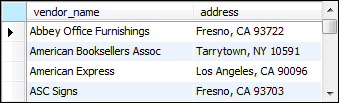 vendor_name address
Abbey Office Furnishings Fresno, CA 93722
American Booksellers Assoc Tarrytown, NY 10591
American Express Los Angeles, CA 90096
ASC Signs Fresno, CA 93703